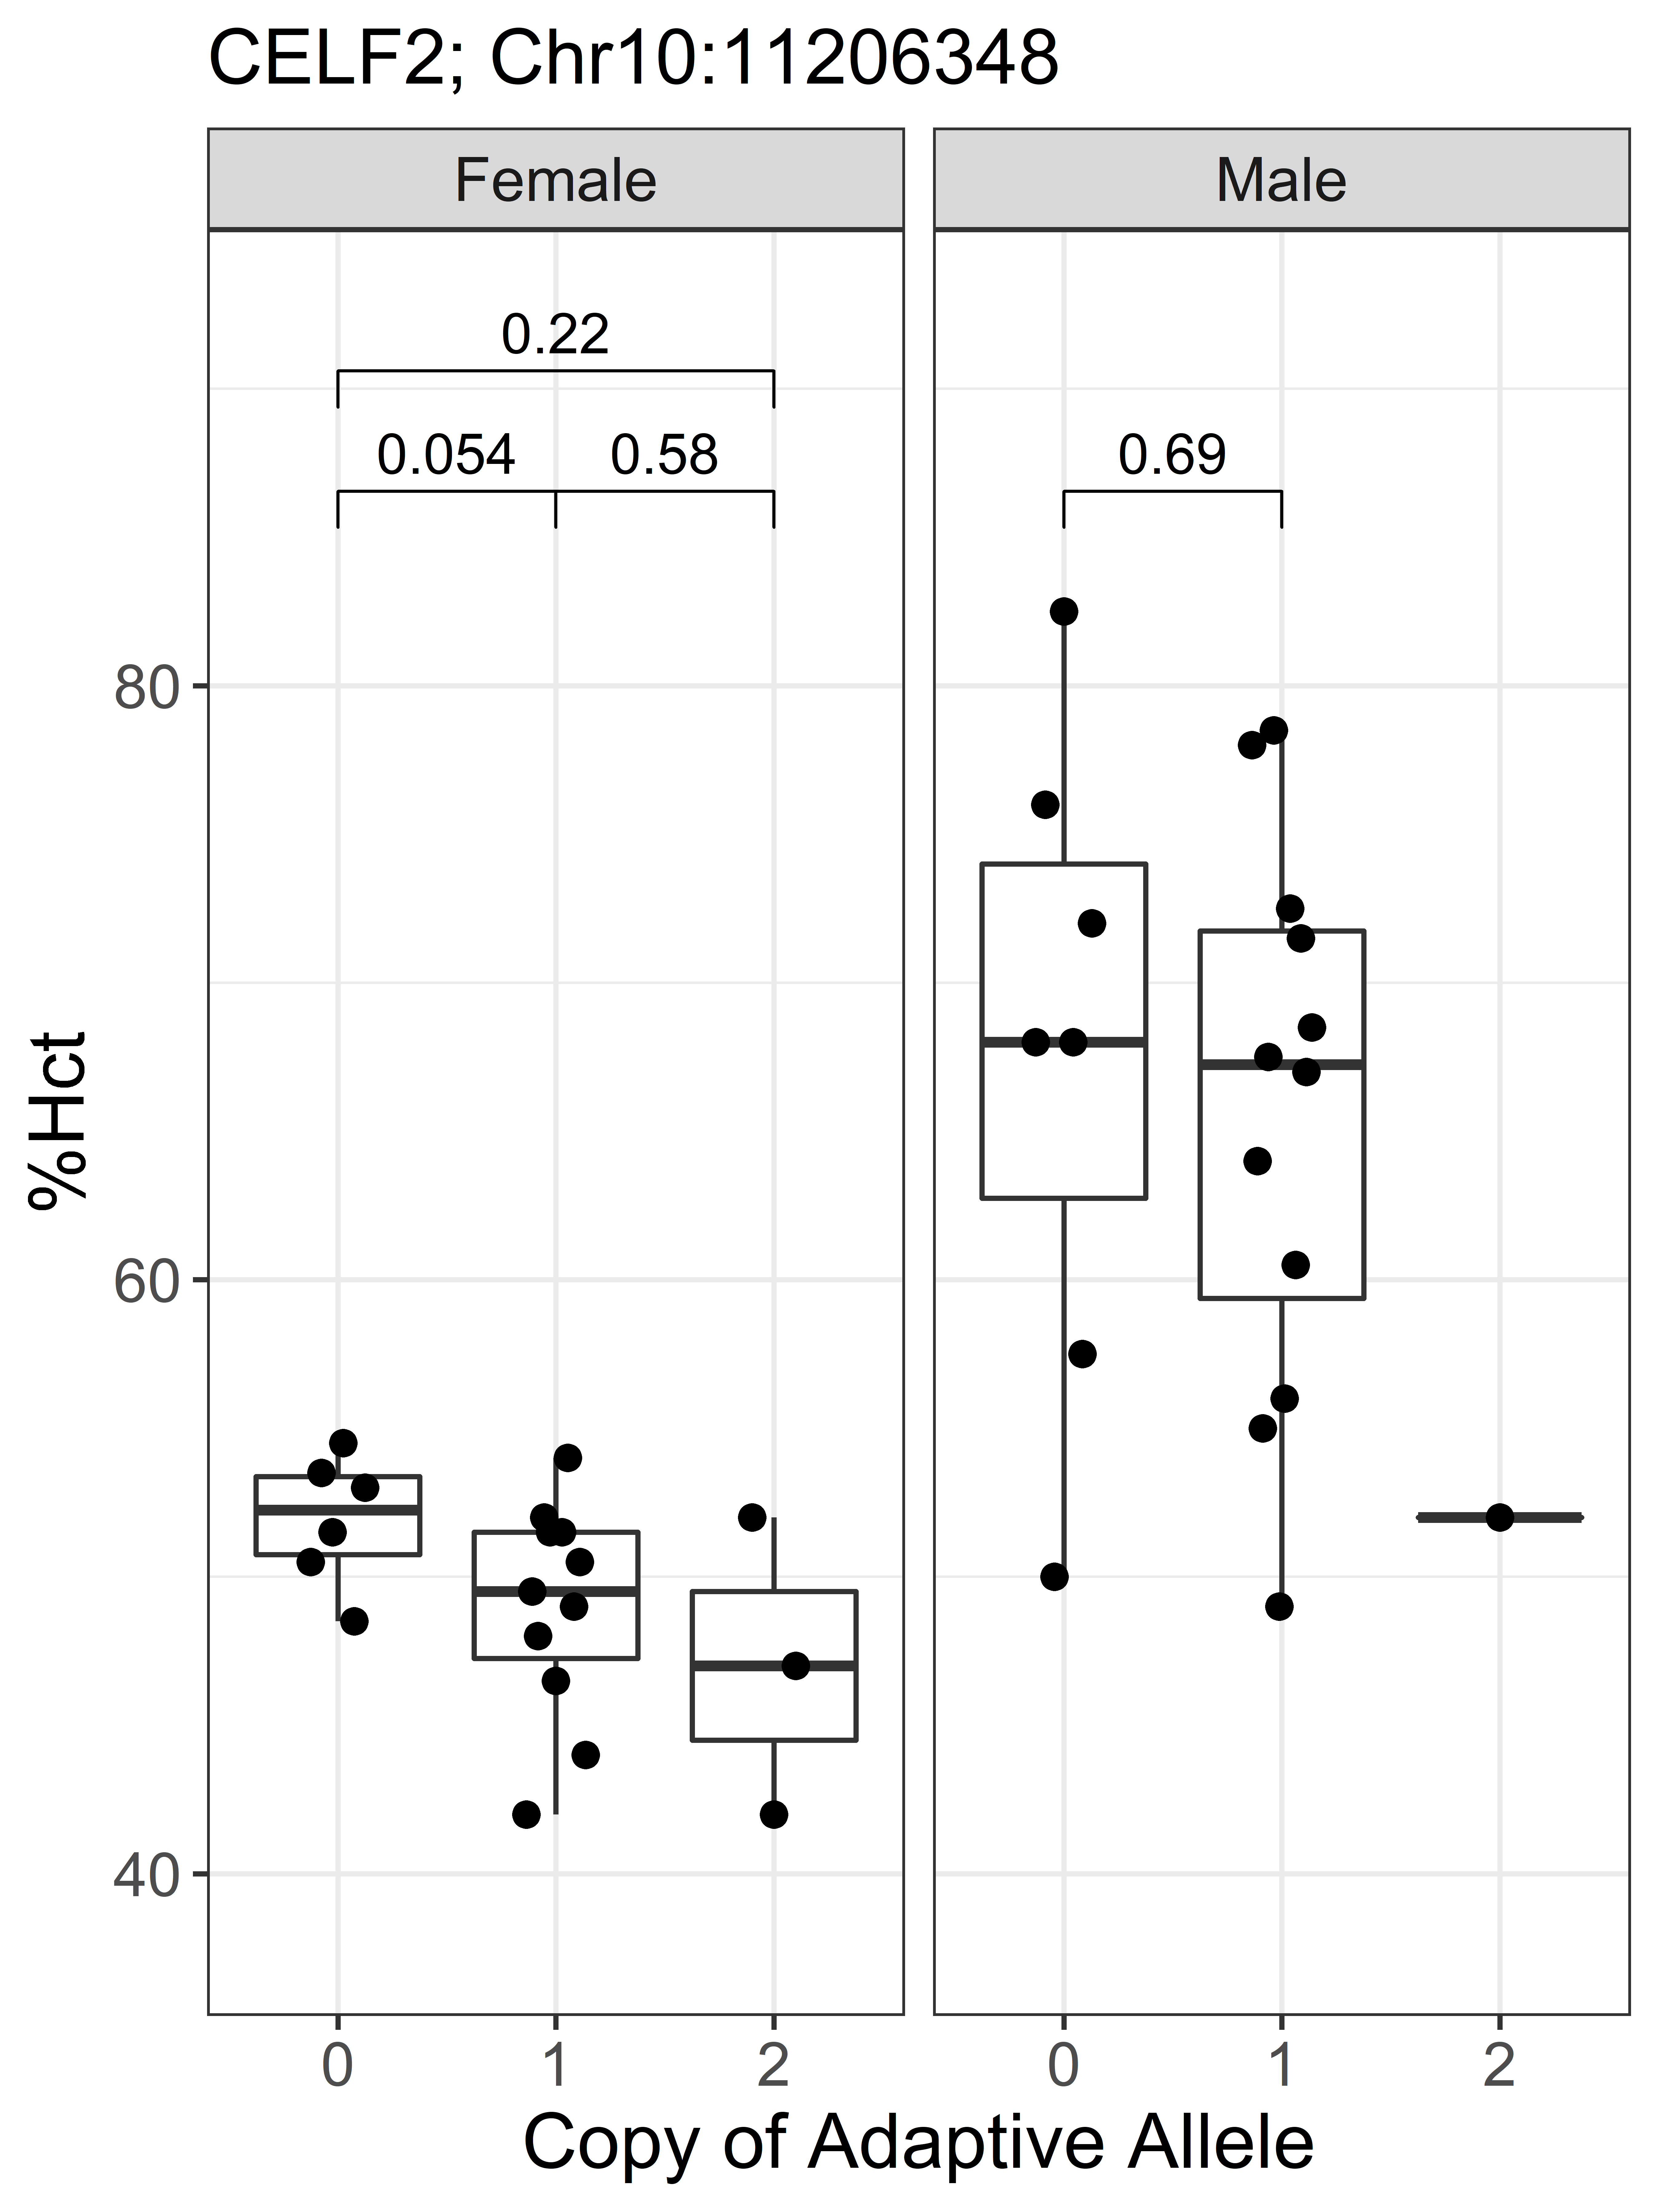 CELF2; Chr10:11206348
Female
Male
0.22
0.054 0.58
0.69
80
60
40
%Hct
0 1 2
0 1 2
Copy of Adaptive Allele